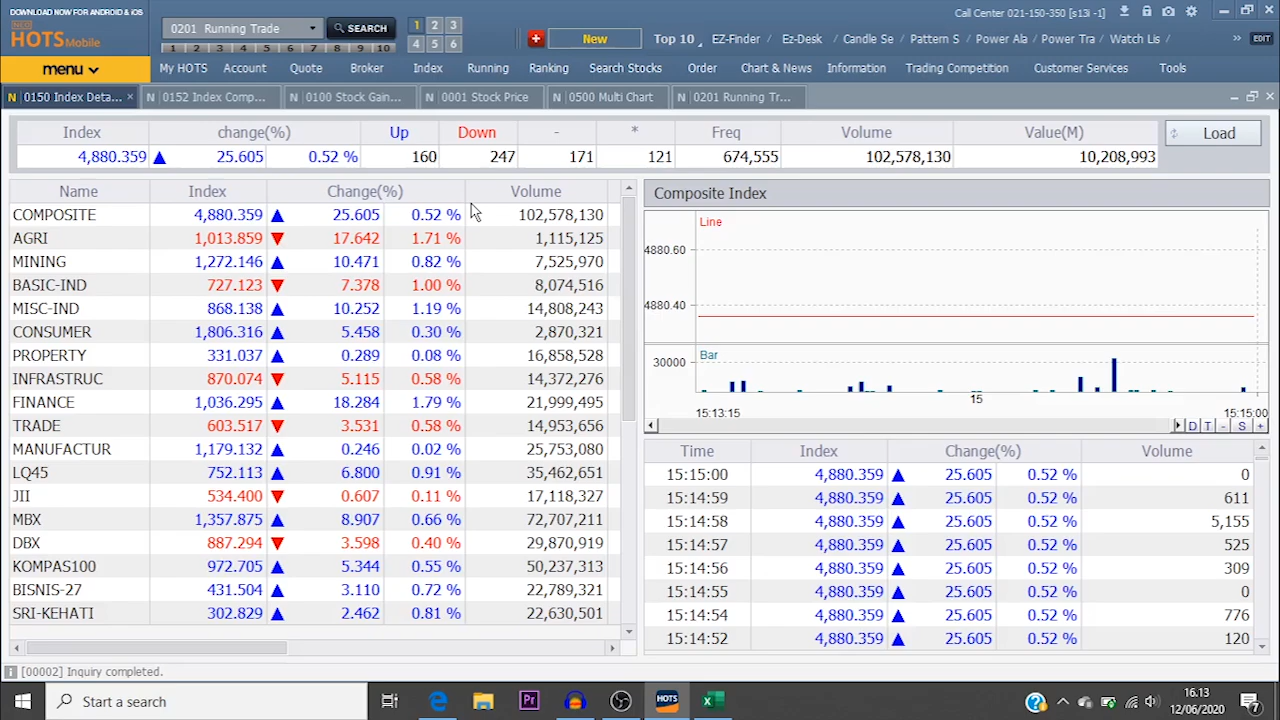 DOWNLOAD NOW FOR ANDROID & iOS
NEO HOTS Mobile
0201 Running Trade
SEARCH
1 2 3 4 5 6 7 8 9 10
1 2 3
4 5 6
New
Top 10
EZ-Finder / Ez-Desk / Candle Se / Pattern S / Power Ala / Power Tra / Watch Lis /
Call Center 021-150-350 [s13i -1]
» EDIT
menu
My HOTS Account Quote Broker Index Running Ranking Search Stocks Order Chart & News Information Trading Competition Customer Services Tools
N 0150 Index Deta... × N 0152 Index Comp... N 0100 Stock Gain... N 0001 Stock Price N 0500 Multi Chart N 0201 Running Tr...
Index change(%) Up Down - * Freq Volume Value(M)
4,880.359 ▲ 25.605 0.52 % 160 247 171 121 674,555 102,578,130 10,208,993
Load
Name Index Change(%) Volume
COMPOSITE 4,880.359 ▲ 25.605 0.52 % 102,578,130
AGRI 1,013.859 ▼ 17.642 1.71 % 1,115,125
MINING 1,272.146 ▲ 10.471 0.82 % 7,525,970
BASIC-IND 727.123 ▼ 7.378 1.00 % 8,074,516
MISC-IND 868.138 ▲ 10.252 1.19 % 14,808,243
CONSUMER 1,806.316 ▲ 5.458 0.30 % 2,870,321
PROPERTY 331.037 ▲ 0.289 0.08 % 16,858,528
INFRASTRUC 870.074 ▼ 5.115 0.58 % 14,372,276
FINANCE 1,036.295 ▲ 18.284 1.79 % 21,999,495
TRADE 603.517 ▼ 3.531 0.58 % 14,953,656
MANUFACTUR 1,179.132 ▲ 0.246 0.02 % 25,753,080
LQ45 752.113 ▲ 6.800 0.91 % 35,462,651
JII 534.400 ▼ 0.607 0.11 % 17,118,327
MBX 1,357.875 ▲ 8.907 0.66 % 72,707,211
DBX 887.294 ▼ 3.598 0.40 % 29,870,919
KOMPAS100 972.705 ▲ 5.344 0.55 % 50,237,313
BISNIS-27 431.504 ▲ 3.110 0.72 % 22,789,321
SRI-KEHATI 302.829 ▲ 2.462 0.81 % 22,630,501
Composite Index
Line
4880.60
4880.40
Bar
30000
15
15:13:15 15:15:00
D T - S +
Time Index Change(%) Volume
15:15:00 4,880.359 ▲ 25.605 0.52 % 0
15:14:59 4,880.359 ▲ 25.605 0.52 % 611
15:14:58 4,880.359 ▲ 25.605 0.52 % 5,155
15:14:57 4,880.359 ▲ 25.605 0.52 % 525
15:14:56 4,880.359 ▲ 25.605 0.52 % 309
15:14:55 4,880.359 ▲ 25.605 0.52 % 0
15:14:54 4,880.359 ▲ 25.605 0.52 % 776
15:14:52 4,880.359 ▲ 25.605 0.52 % 120
[00002] Inquiry completed.
Start a search
Pr
HOTS
16.13
12/06/2020
7